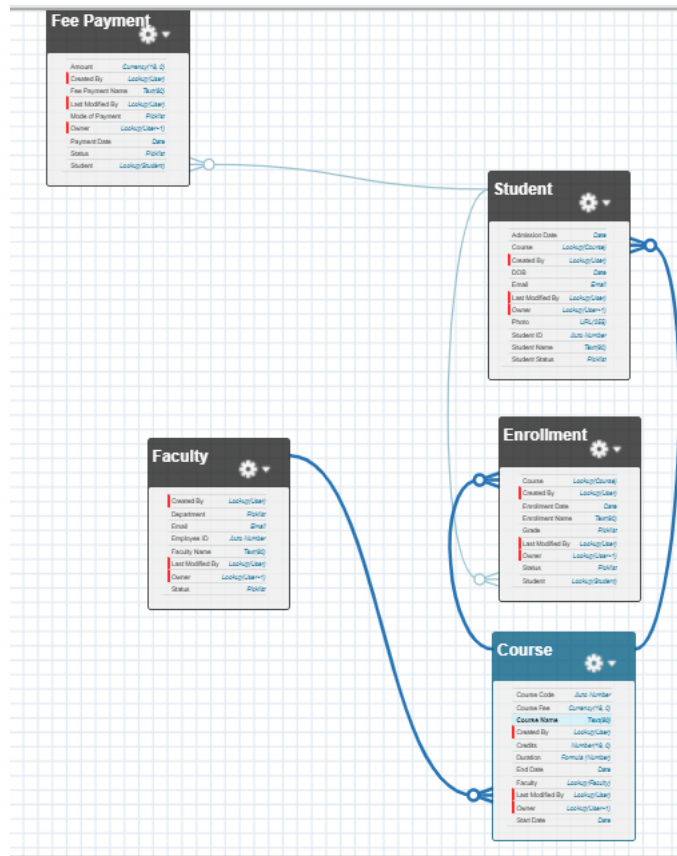 Fee Payment
Amount Currency(16, 0)
Created By Lookup(User)
Fee Payment Name Text(80)
Last Modified By Lookup(User)
Mode of Payment Picklist
Owner Lookup(User+1)
Payment Date Date
Status Picklist
Student Lookup(Student)
Student
Admission Date Date
Course Lookup(Course)
Created By Lookup(User)
DOB Date
Email Email
Last Modified By Lookup(User)
Owner Lookup(User+1)
Photo URL(255)
Student ID Auto Number
Student Name Text(80)
Student Status Picklist
Enrollment
Course Lookup(Course)
Created By Lookup(User)
Enrollment Date Date
Enrollment Name Text(80)
Grade Picklist
Last Modified By Lookup(User)
Owner Lookup(User+1)
Status Picklist
Student Lookup(Student)
Faculty
Created By Lookup(User)
Department Picklist
Email Email
Employee ID Auto Number
Faculty Name Text(80)
Last Modified By Lookup(User)
Owner Lookup(User+1)
Status Picklist
Course
Course Code Auto Number
Course Fee Currency(16, 0)
Course Name Text(80)
Created By Lookup(User)
Credits Number(18, 0)
Duration Formula (Number)
End Date Date
Faculty Lookup(Faculty)
Last Modified By Lookup(User)
Owner Lookup(User+1)
Start Date Date